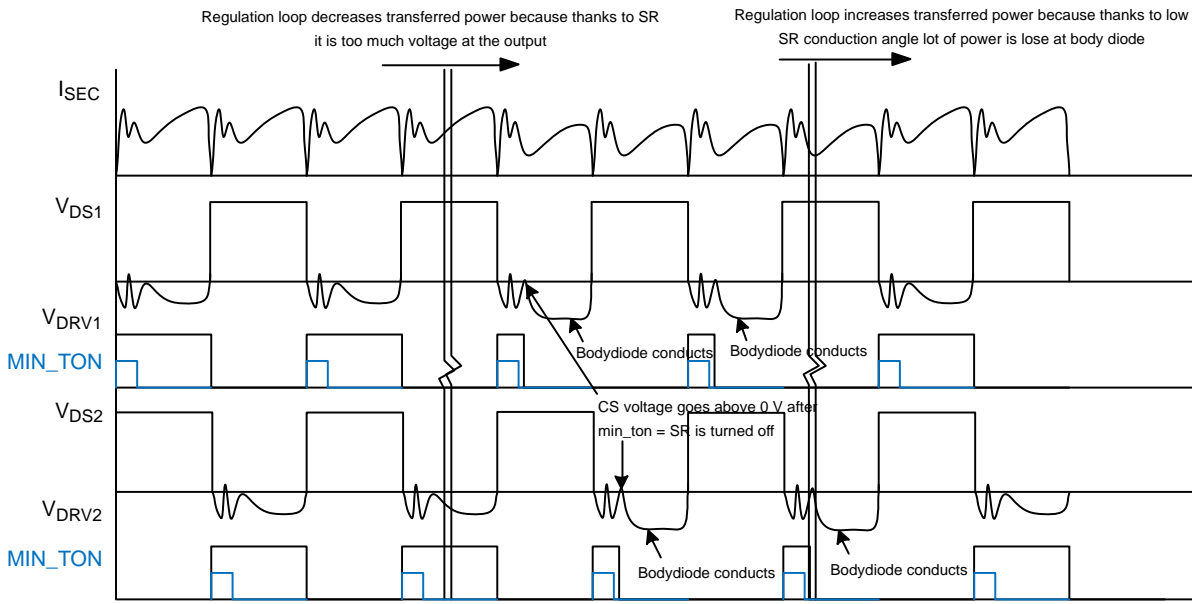 Regulation loop decreases transferred power because thanks to SR
it is too much voltage at the output
Regulation loop increases transferred power because thanks to low
SR conduction angle lot of power is lose at body diode
ISEC
VDS1
VDRV1
Bodydiode conducts
Bodydiode conducts
MIN_TON
CS voltage goes above 0 V after
min_ton = SR is turned off
VDS2
VDRV2
MIN_TON
Bodydiode conducts
Bodydiode conducts